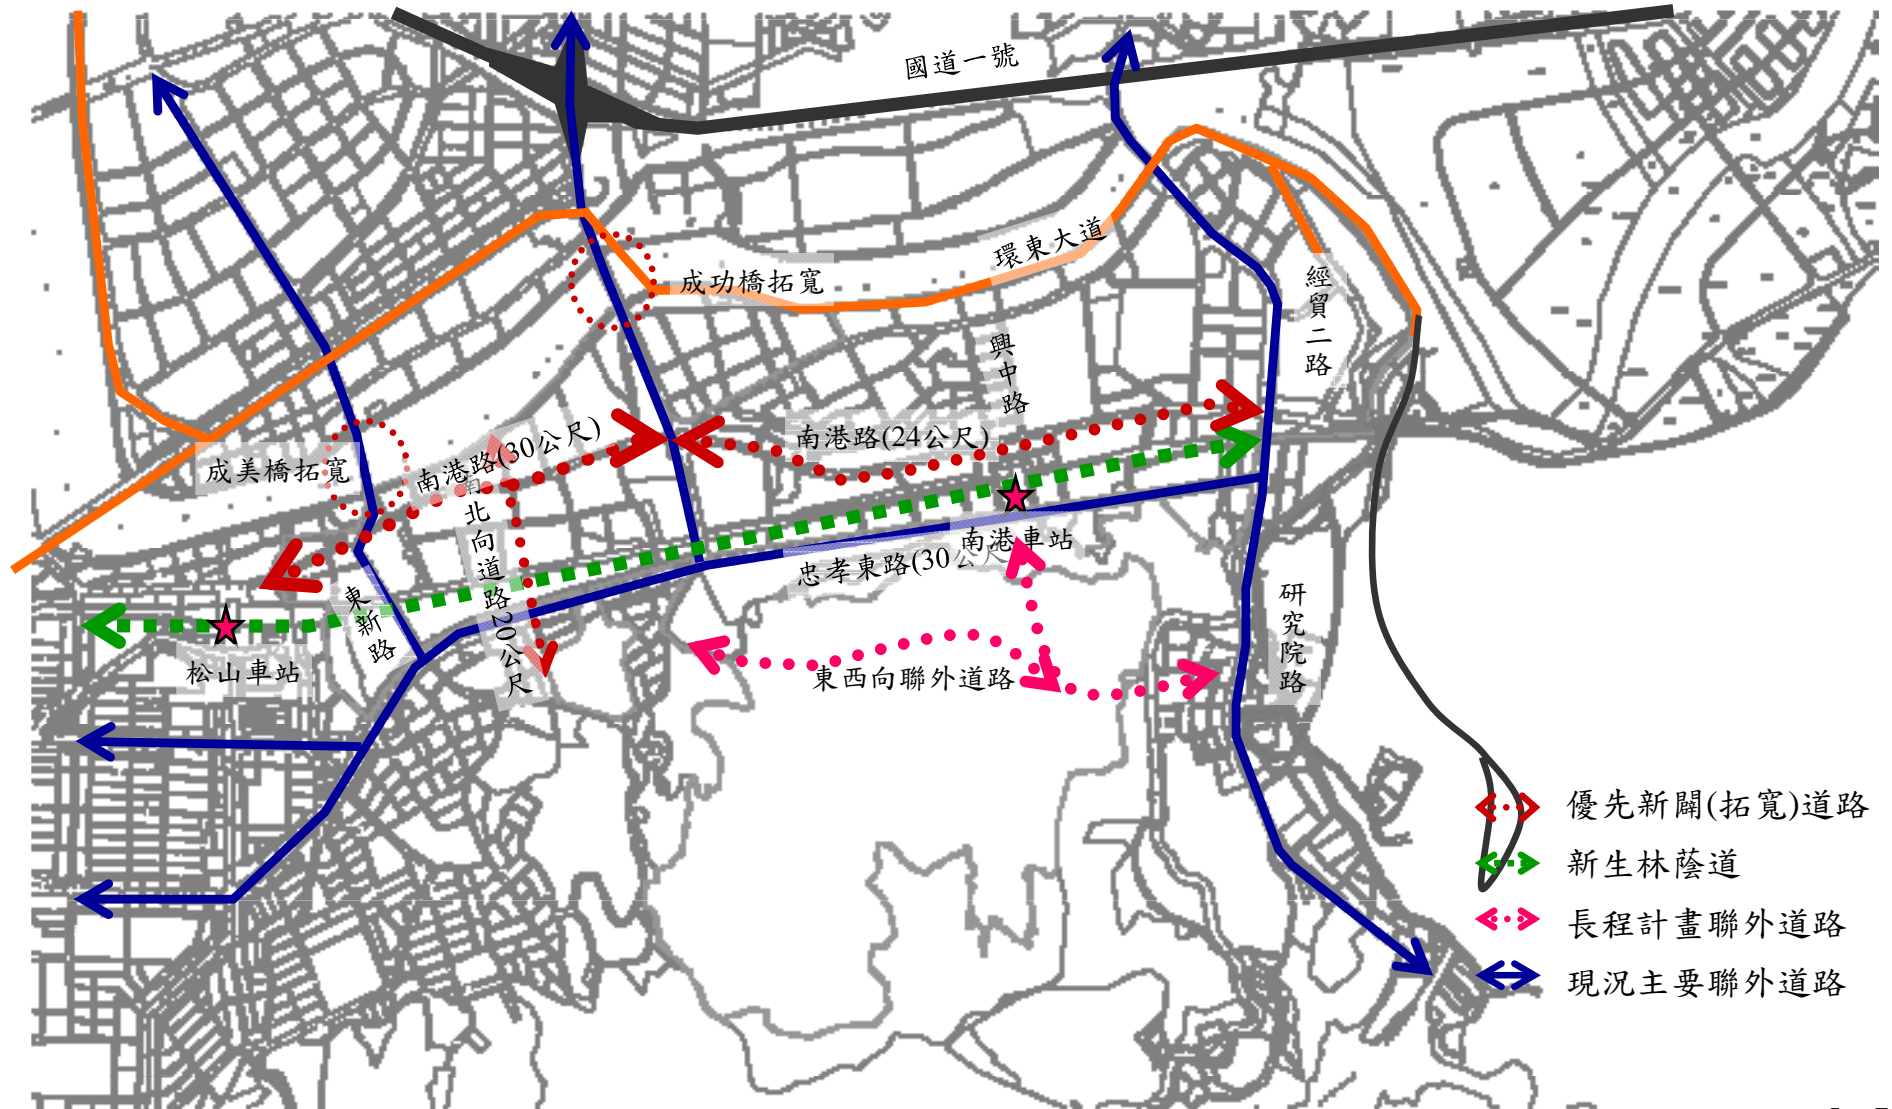 國道一號
環東大道
成功橋拓寬
經貿二路
興中路
南港路(24公尺)
南港路(30公尺)
成美橋拓寬
南北向道路20公尺
南港車站
忠孝東路(30公尺
東新路
研究院路
松山車站
東西向聯外道路
優先新闢(拓寬)道路
新生林蔭道
長程計畫聯外道路
現況主要聯外道路